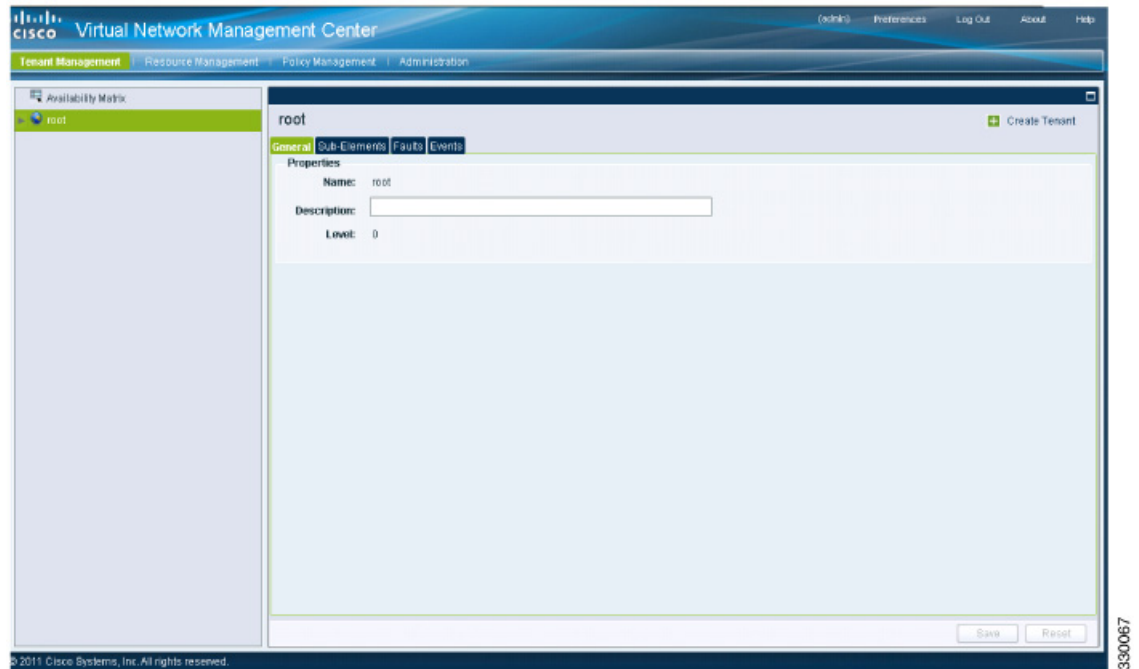 CISCO Virtual Network Management Center
(admin) Preferences Log Out About Help
Tenant Management | Resource Management | Policy Management | Administration
Availability Matrix
root
root
Create Tenant
General Sub-Elements Faults Events
Properties
Name: root
Description:
Level: 0
Save Reset
© 2011 Cisco Systems, Inc. All rights reserved.
330067